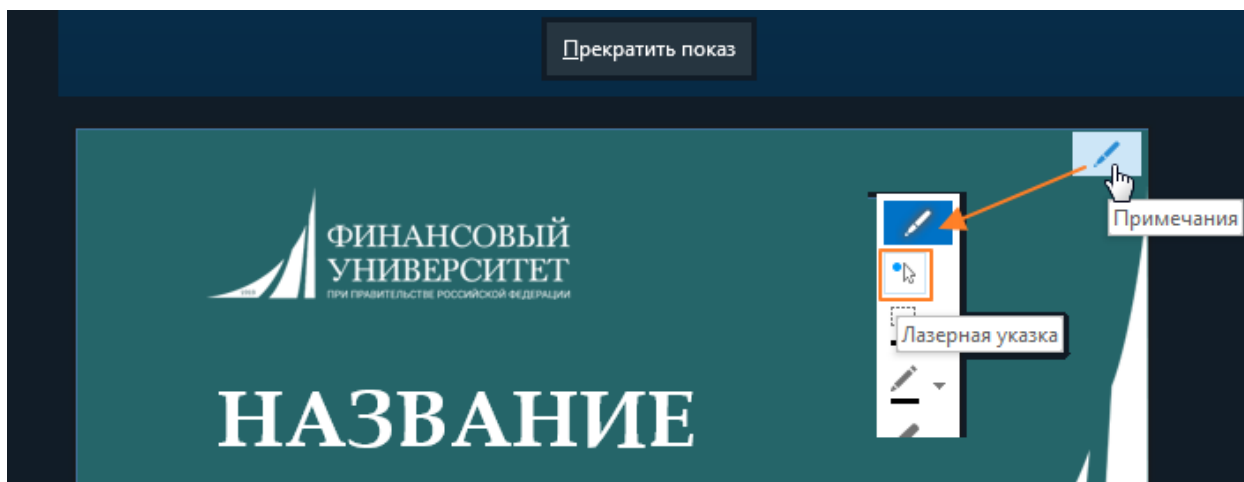 Прекратить показ
Примечания
ФИНАНСОВЫЙ
УНИВЕРСИТЕТ
ПРИ ПРАВИТЕЛЬСТВЕ РОССИЙСКОЙ ФЕДЕРАЦИИ
Лазерная указка
НАЗВАНИЕ